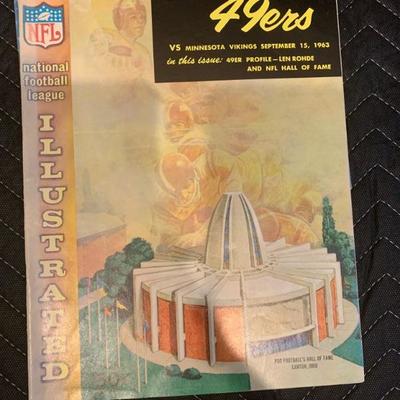 49ers
VS MINNESOTA VIKINGS SEPTEMBER 15, 1963
in this issue: 49ER PROFILE—LEN ROHDE
AND NFL HALL OF FAME
NFL
national
football
league
ILLUSTRATED
PRO FOOTBALL'S HALL OF FAME
CANTON, OHIO